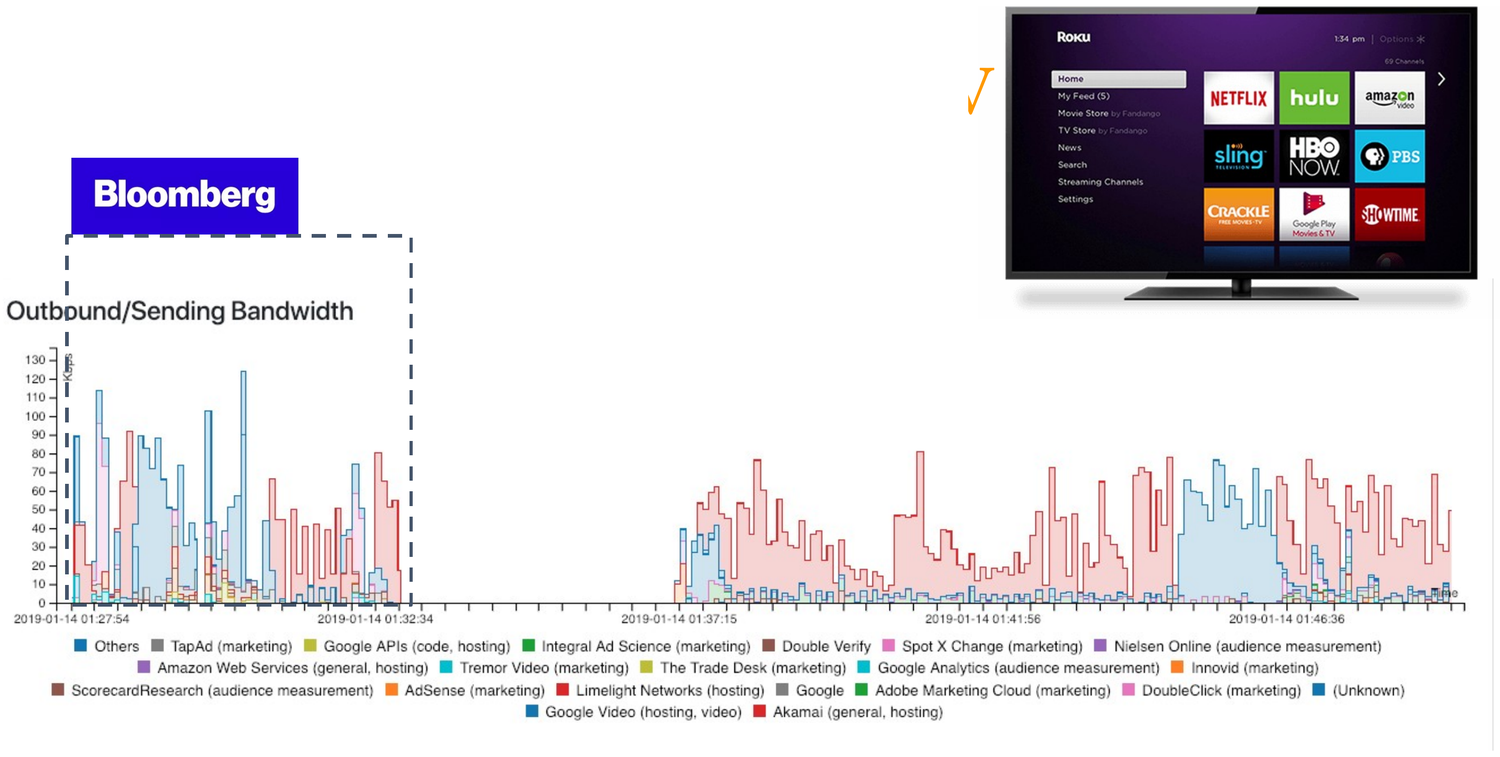 Roku
1:34 pm | Options
69 Channels
Home
My Feed (5)
Movie Store by Fandango
TV Store by Fandango
News
Search
Streaming Channels
Settings
NETFLIX
hulu
amazon
video
sling
TELEVISION
HBO
NOW.
PBS
CRACKLE
FREE MOVIES • TV
Google Play
Movies & TV
SHOWTIME
V
Bloomberg
Outbound/Sending Bandwidth
Kbps
130
120
110
100
90
80
70
60
50
40
30
20
10
0
Time
2019-01-14 01:27:54 2019-01-14 01:32:34 2019-01-14 01:37:15 2019-01-14 01:41:56 2019-01-14 01:46:36
Others TapAd (marketing) Google APIs (code, hosting) Integral Ad Science (marketing) Double Verify Spot X Change (marketing) Nielsen Online (audience measurement)
Amazon Web Services (general, hosting) Tremor Video (marketing) The Trade Desk (marketing) Google Analytics (audience measurement) Innovid (marketing)
ScorecardResearch (audience measurement) AdSense (marketing) Limelight Networks (hosting) Google Adobe Marketing Cloud (marketing) DoubleClick (marketing) (Unknown)
Google Video (hosting, video) Akamai (general, hosting)